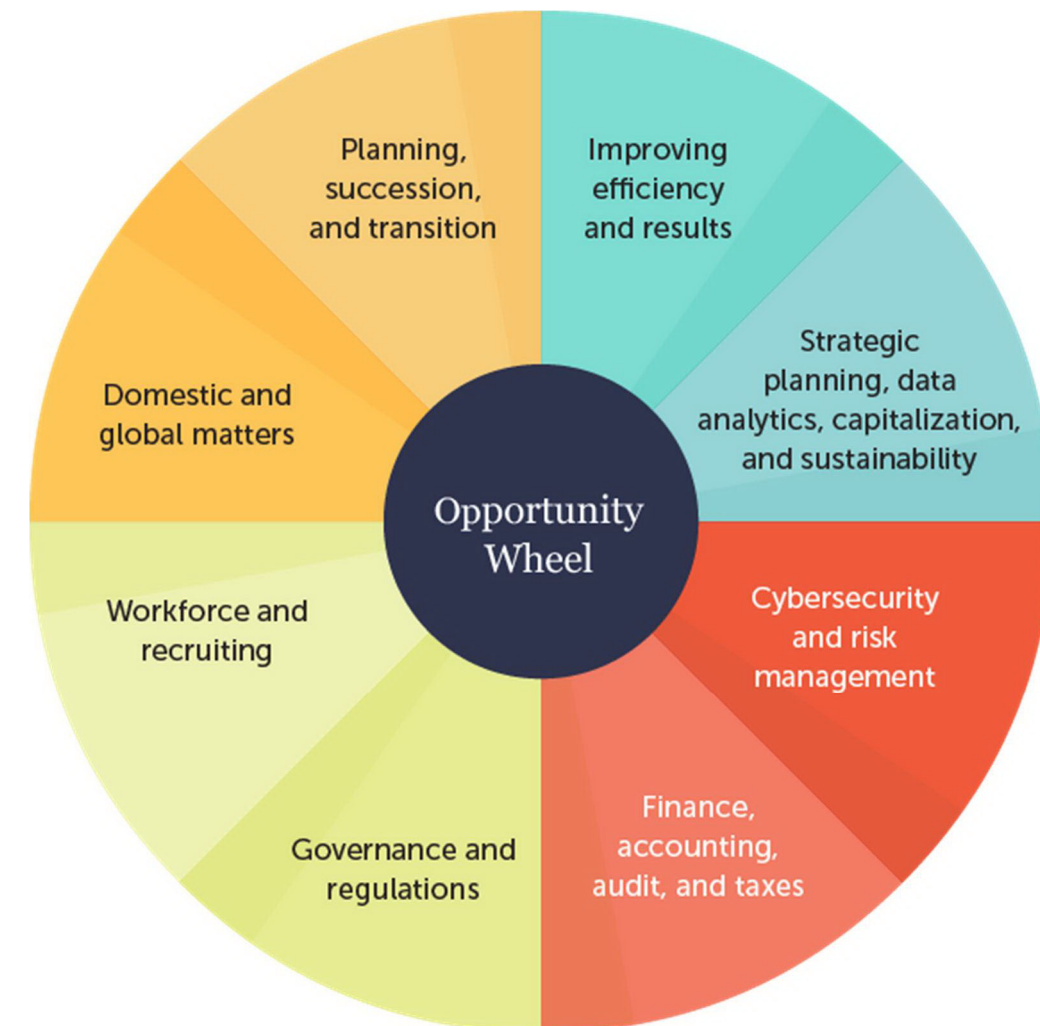 Planning,
succession,
and transition
Improving
efficiency
and results
Strategic
planning, data
analytics, capitalization,
and sustainability
Domestic and
global matters
Opportunity
Wheel
Workforce and
recruiting
Cybersecurity
and risk
management
Governance and
regulations
Finance,
accounting,
audit, and taxes